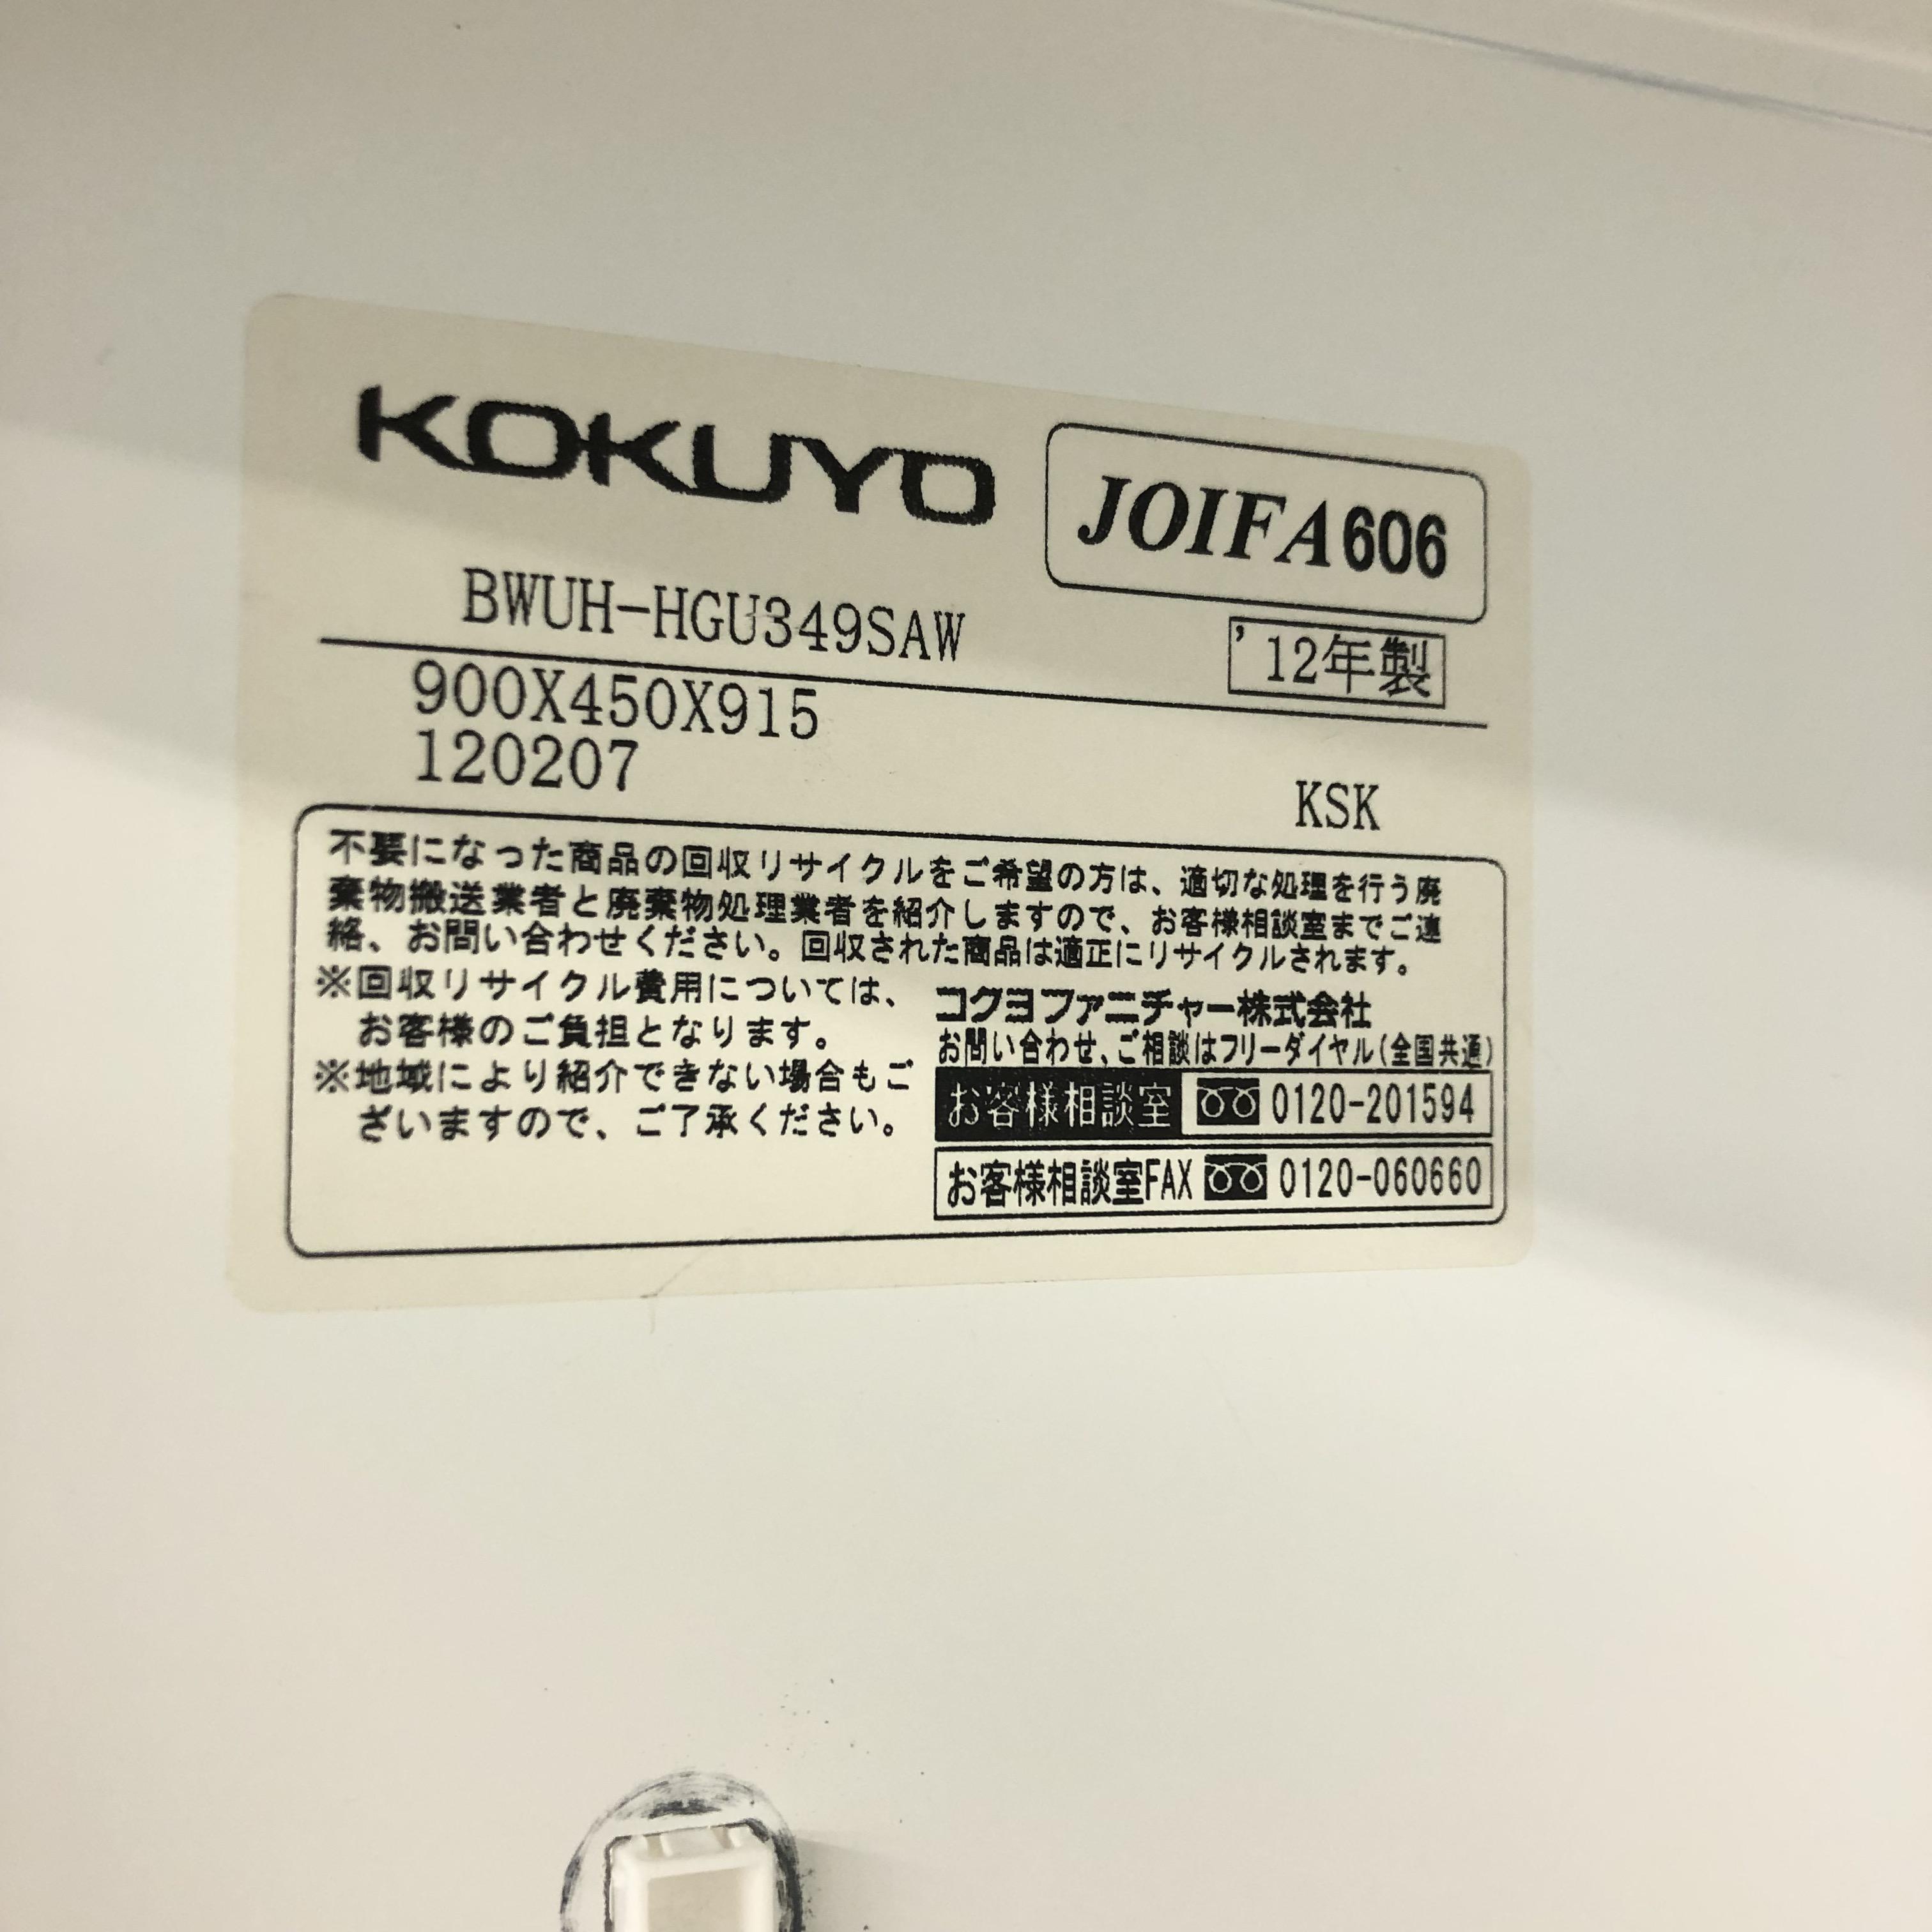 KOKUYO
JOIFA606
BWUH-HGU349SAW
'12年製
900X450X915
120207
KSK
不要になった商品の回収リサイクルをご希望の方は、適切な処理を行う廃
棄物搬送業者と廃棄物処理業者を紹介しますので、お客様相談室までご連
絡、お問い合わせください。回収された商品は適正にリサイクルされます。
※回収リサイクル費用については、
お客様のご負担となります。
※地域により紹介できない場合もご
ざいますので、ご了承ください。
コクヨファニチャー株式会社
お問い合わせ、ご相談はフリーダイヤル(全国共通)
お客様相談室 0120-201594
お客様相談室FAX 0120-060660